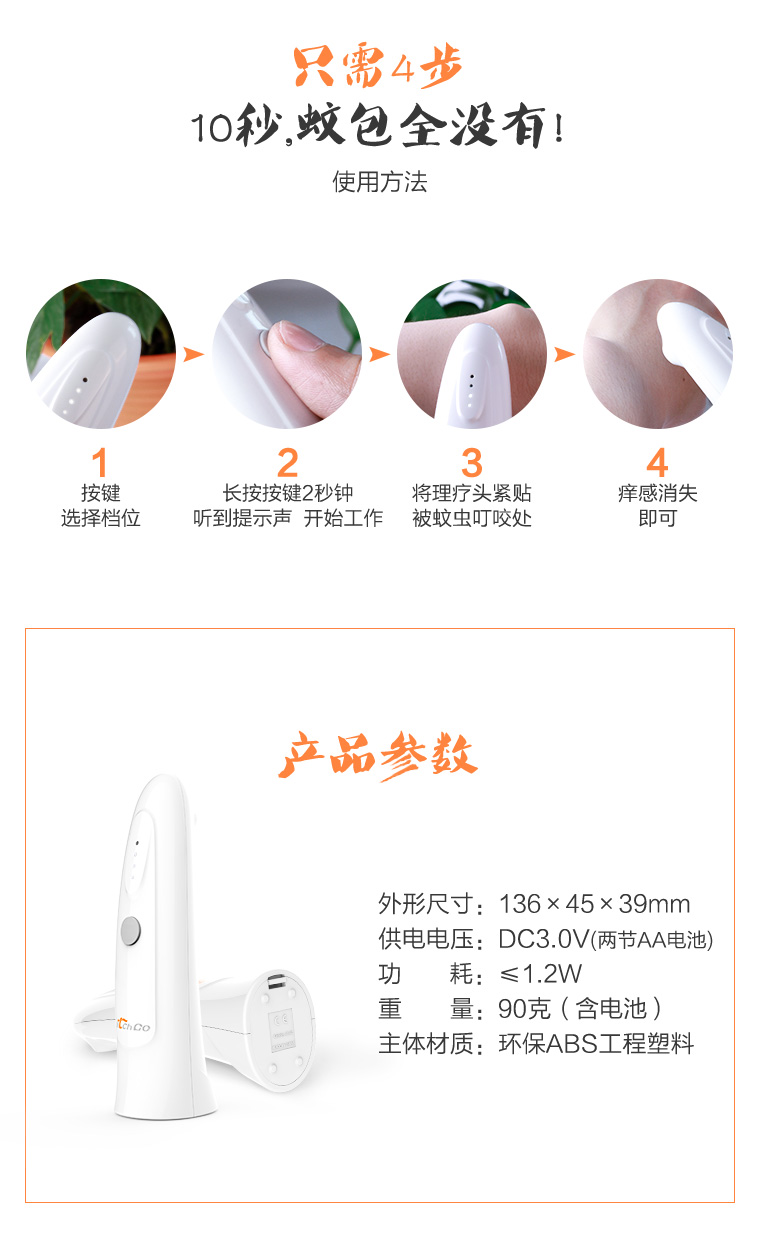 只需4步
10秒,蚊包全没有!
使用方法
1
按键
选择档位
2
长按按键2秒钟
听到提示声 开始工作
3
将理疗头紧贴
被蚊虫叮咬处
4
痒感消失
即可
产品参数
外形尺寸：136×45×39mm
供电电压：DC3.0V(两节AA电池)
功 耗：≤1.2W
重 量：90克（含电池）
主体材质：环保ABS工程塑料